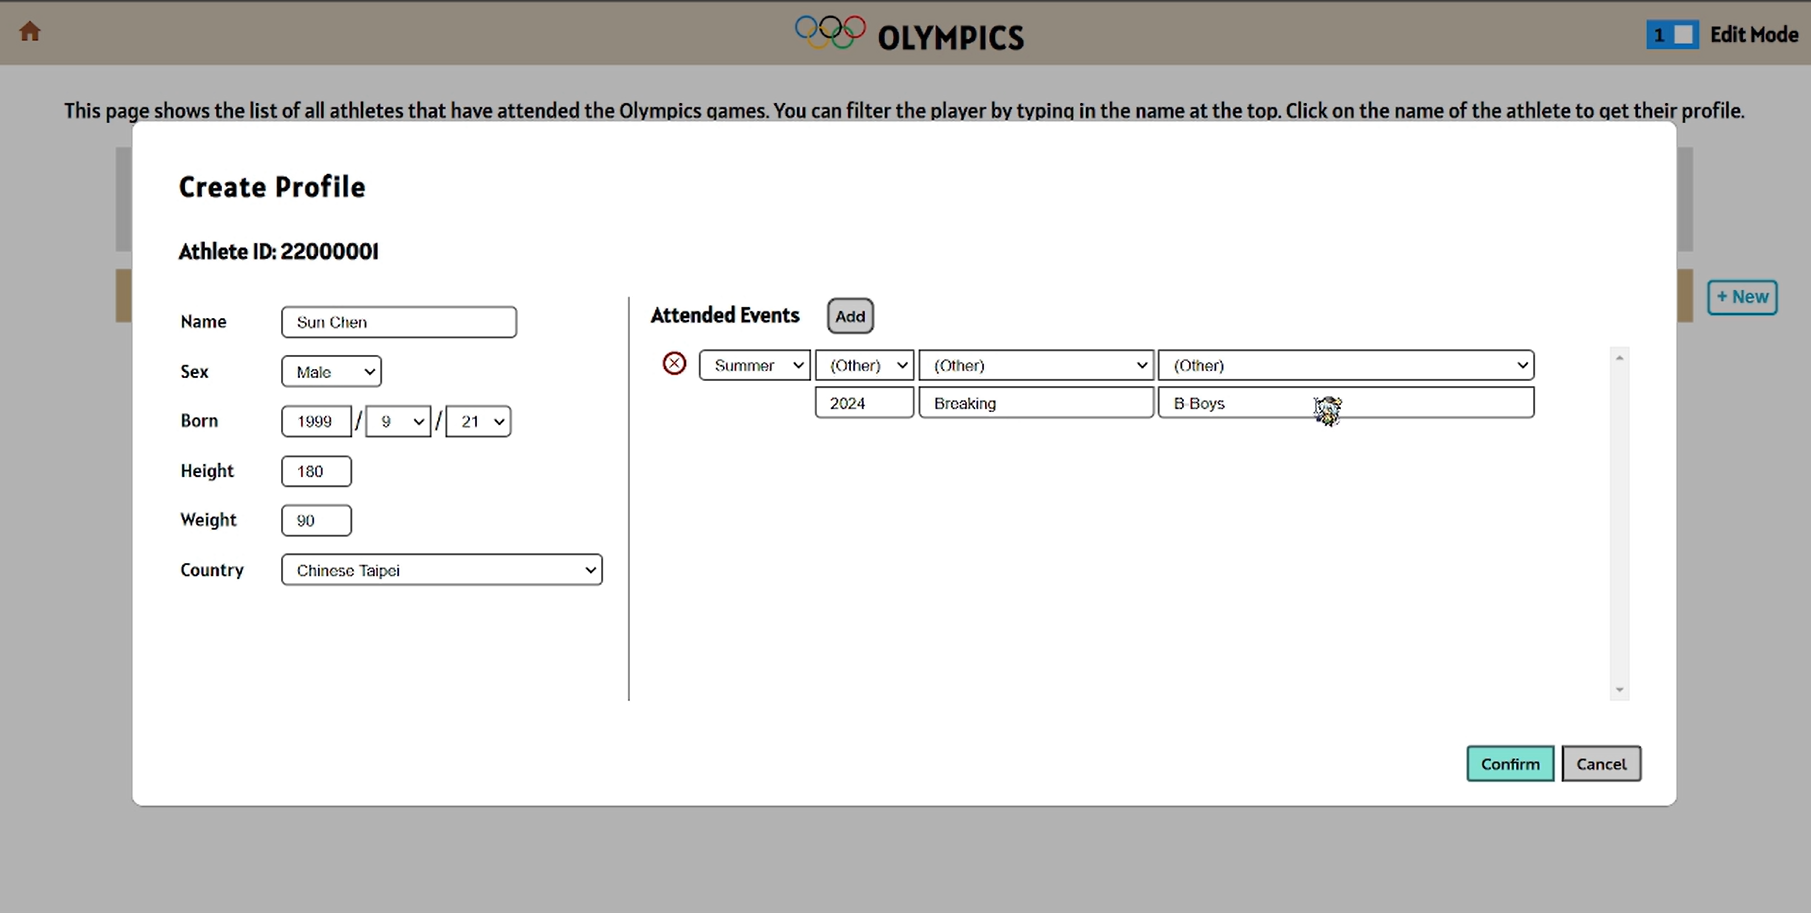 OLYMPICS
1 Edit Mode
This page shows the list of all athletes that have attended the Olympics games. You can filter the player by typing in the name at the top. Click on the name of the athlete to get their profile.
Create Profile
Athlete ID: 22000001
+ New
Name Sun Chen
Attended Events Add
Sex Male
Summer (Other) (Other) (Other)
2024 Breaking B-Boys
Born 1999 / 9 / 21
Height 180
Weight 90
Country Chinese Taipei
Confirm Cancel